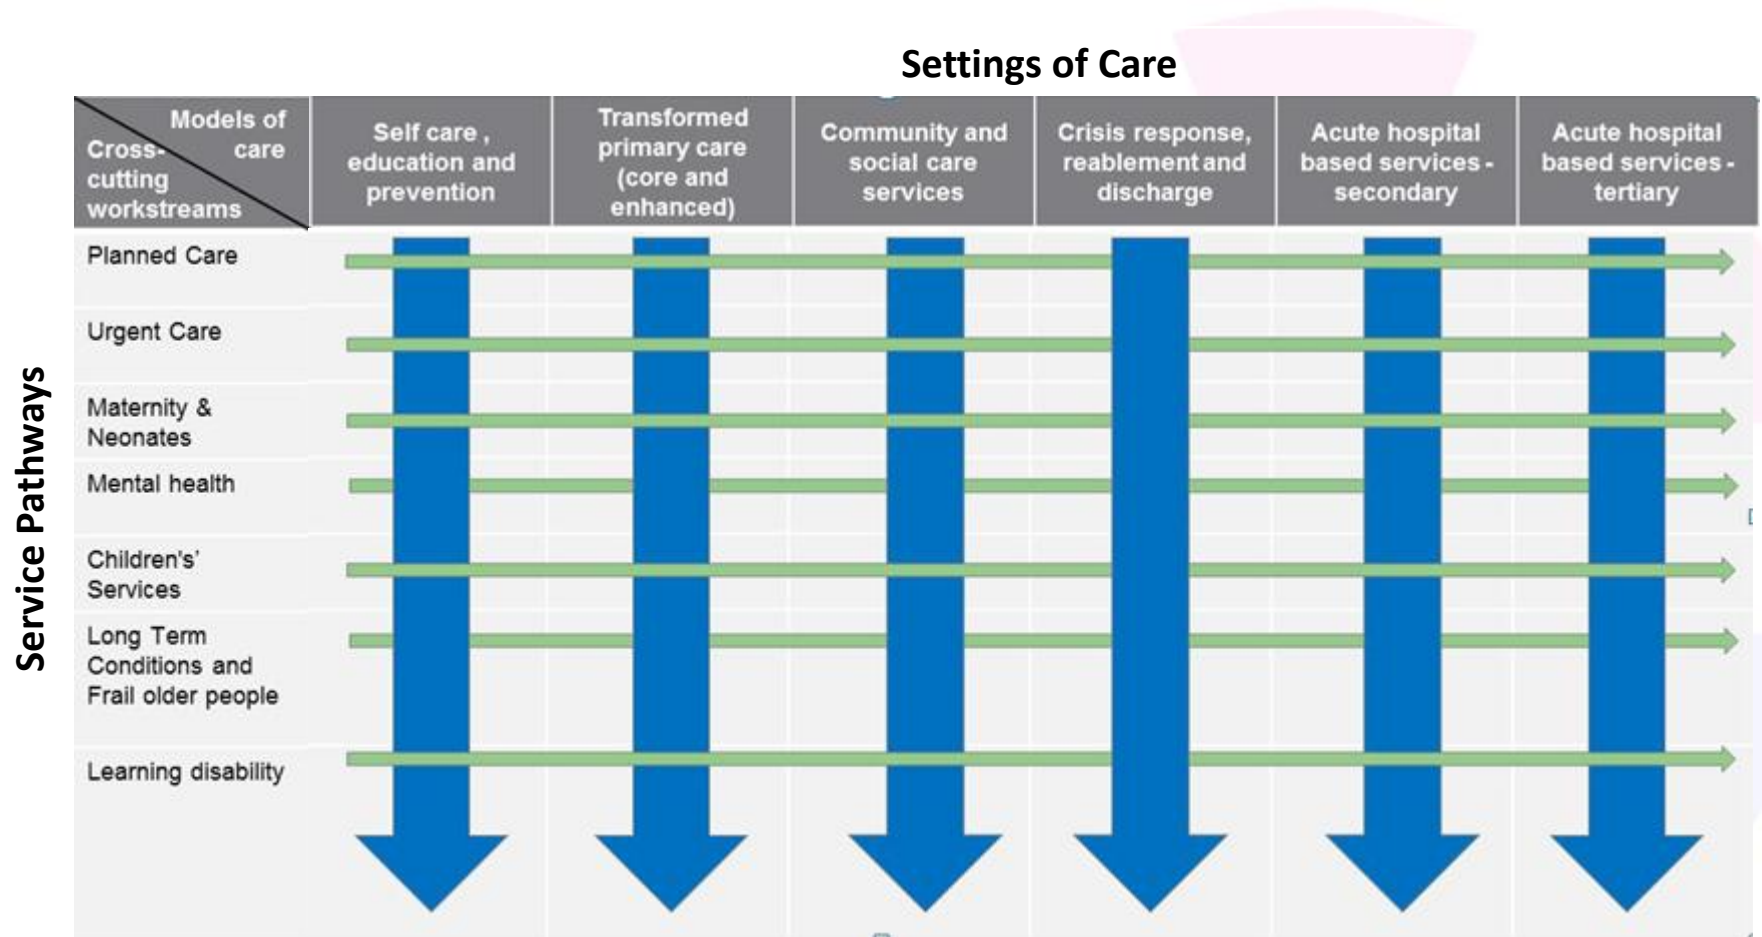 Settings of Care
Models of
care
Cross-
cutting
workstreams
Self care ,
education and
prevention
Transformed
primary care
(core and
enhanced)
Community and
social care
services
Crisis response,
reablement and
discharge
Acute hospital
based services -
secondary
Acute hospital
based services -
tertiary
Service Pathways
Planned Care
Urgent Care
Maternity &
Neonates
Mental health
Children's'
Services
Long Term
Conditions and
Frail older people
Learning disability